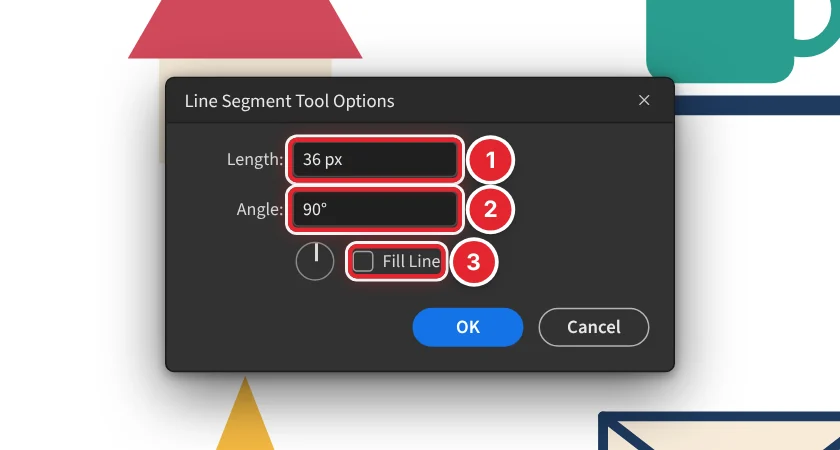 Line Segment Tool Options
Length: 36 px 1
Angle: 90° 2
Fill Line 3
OK Cancel